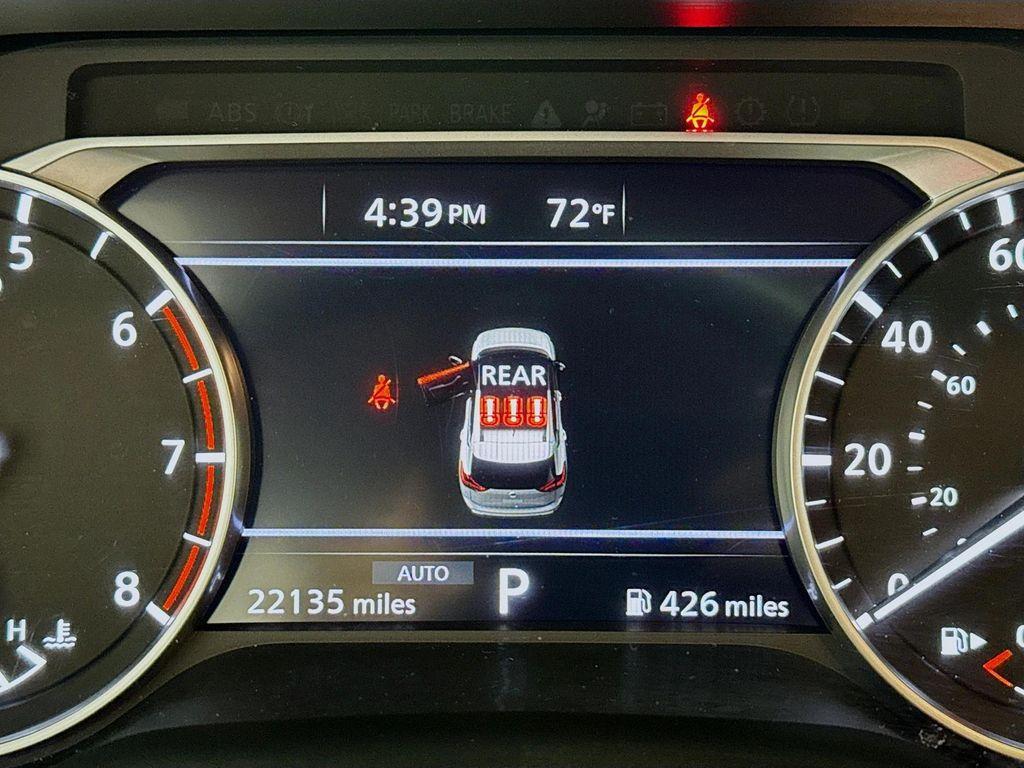 ABS PARK BRAKE
4:39 PM 72°F
5
6
7
8
H
REAR
AUTO
22135 miles P 426 miles
60
40
60
20
20
0